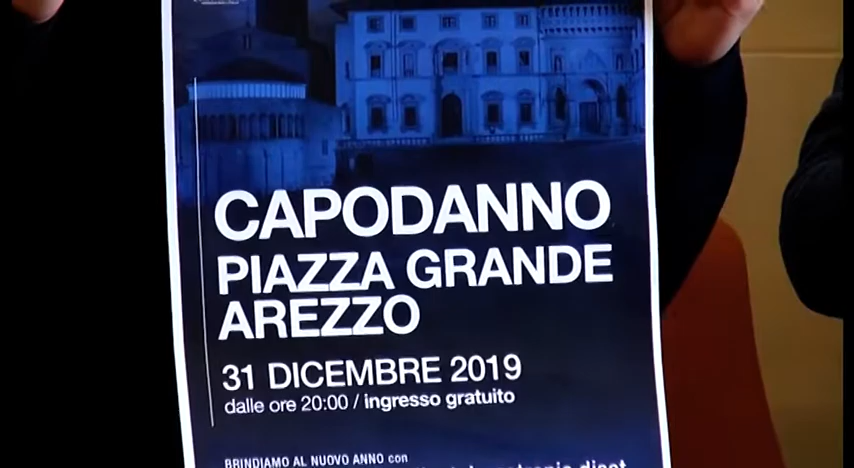 CAPODANNO
PIAZZA GRANDE
AREZZO
31 DICEMBRE 2019
dalle ore 20:00 / ingresso gratuito
BRINDIAMO AL NUOVO ANNO con